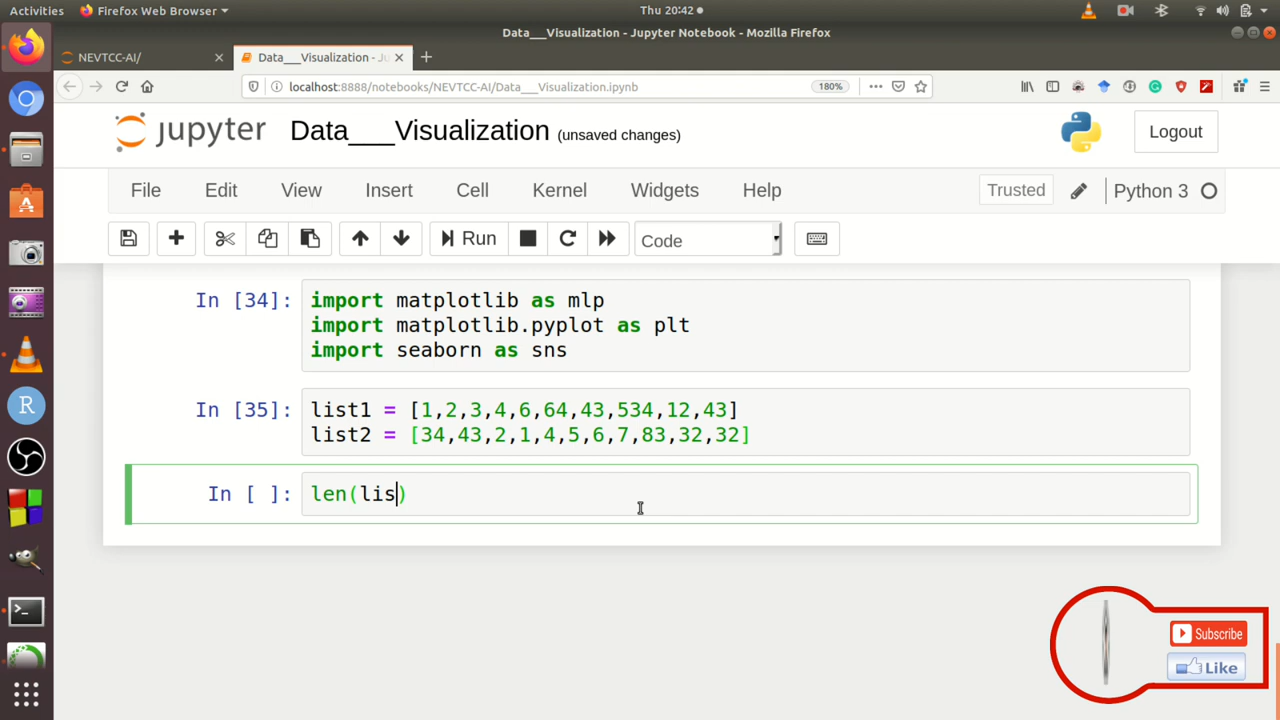 Activities Firefox Web Browser Thu 20:42
Data___Visualization - Jupyter Notebook - Mozilla Firefox
NEVTCC-AI/ Data___Visualization - Ju
localhost:8888/notebooks/NEVTCC-AI/Data___Visualization.ipynb 180%
jupyter Data___Visualization (unsaved changes) Logout
File Edit View Insert Cell Kernel Widgets Help Trusted Python 3
Run Code
In [34]: import matplotlib as mlp
import matplotlib.pyplot as plt
import seaborn as sns
In [35]: list1 = [1,2,3,4,6,64,43,534,12,43]
list2 = [34,43,2,1,4,5,6,7,83,32,32]
In [ ]: len(lis)
Subscribe
Like